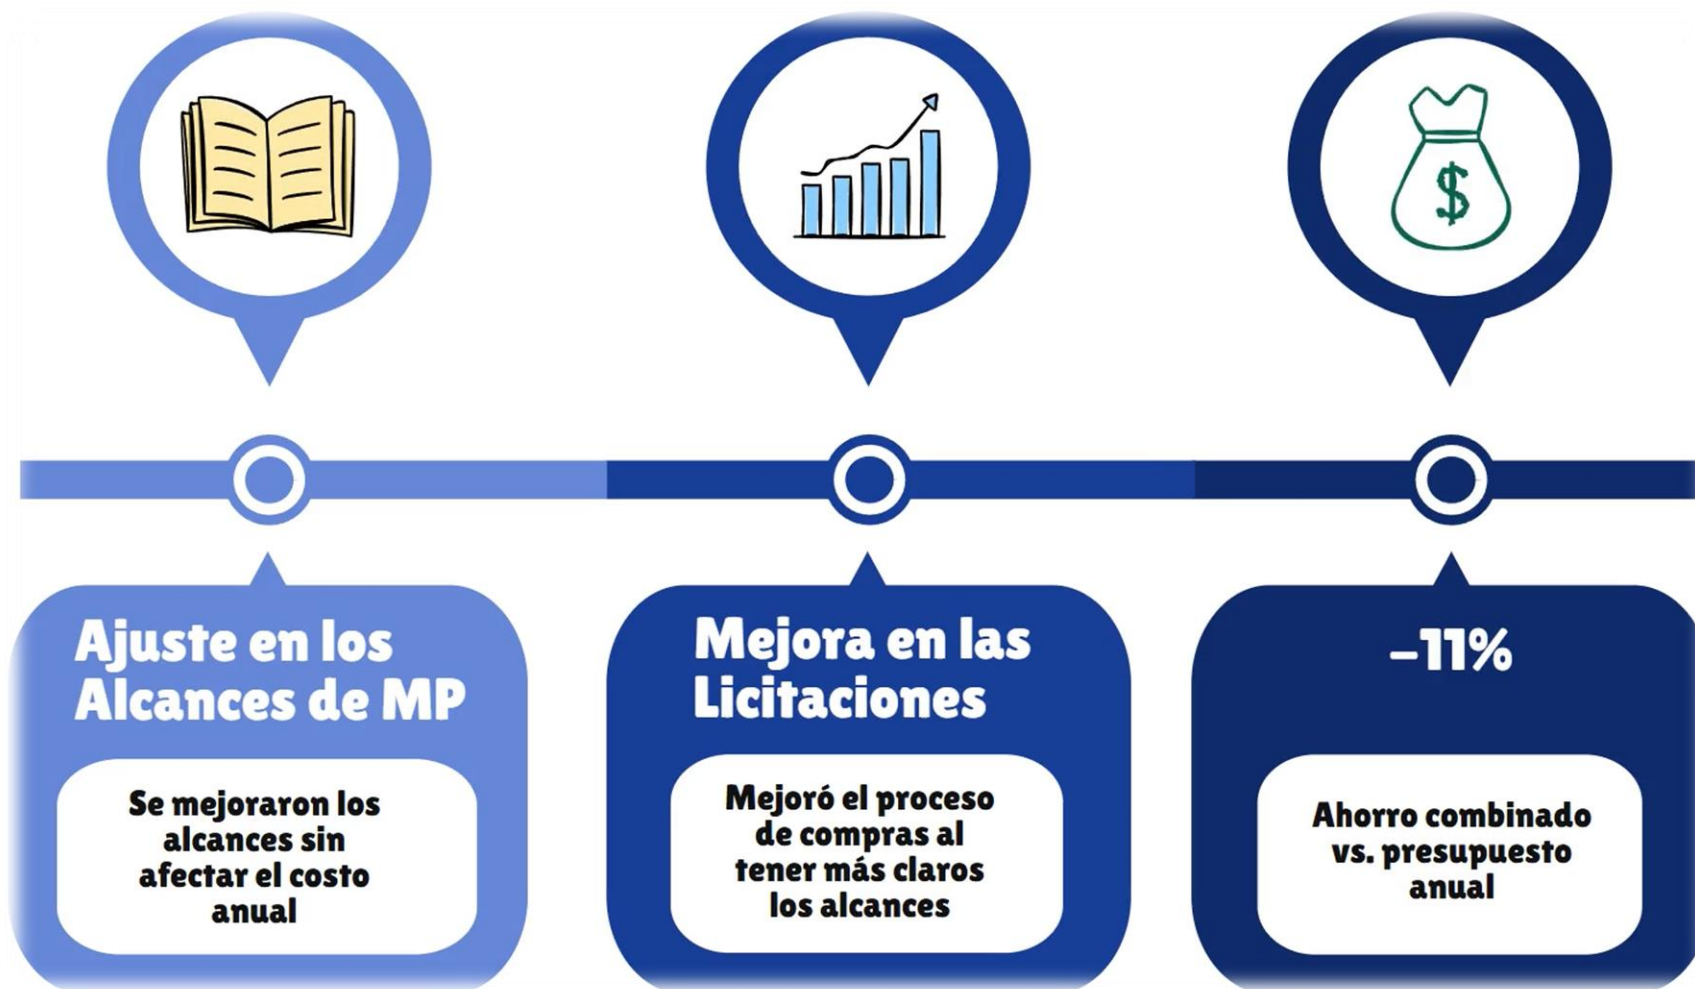 $
Ajuste en los
Alcances de MP
Se mejoraron los
alcances sin
afectar el costo
anual
Mejora en las
Licitaciones
Mejoró el proceso
de compras al
tener más claros
los alcances
–11%
Ahorro combinado
vs. presupuesto
anual